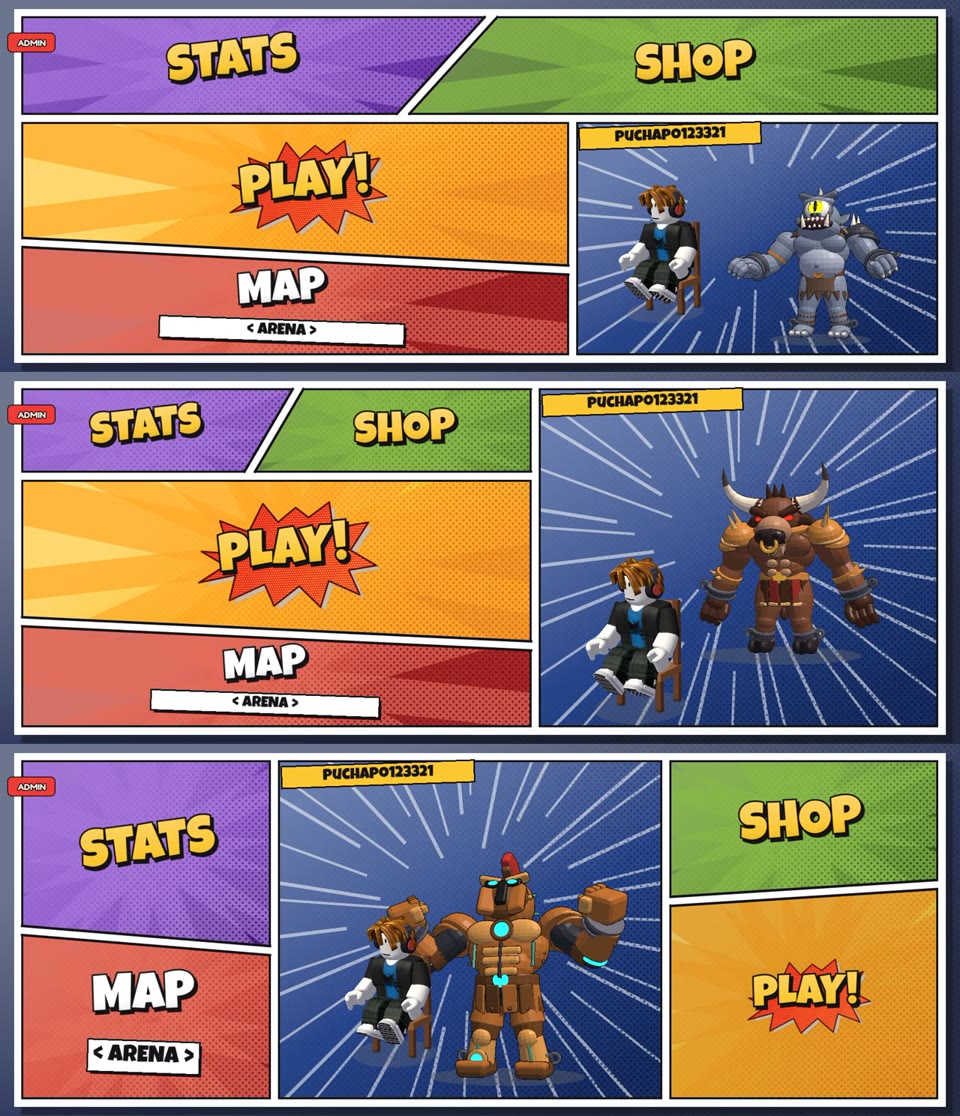 ADMIN
STATS
SHOP
PLAY!
PUCHAPO123321
MAP
< ARENA >
ADMIN
STATS
SHOP
PUCHAPO123321
PLAY!
MAP
< ARENA >
ADMIN
STATS
PUCHAPO123321
SHOP
MAP
< ARENA >
PLAY!